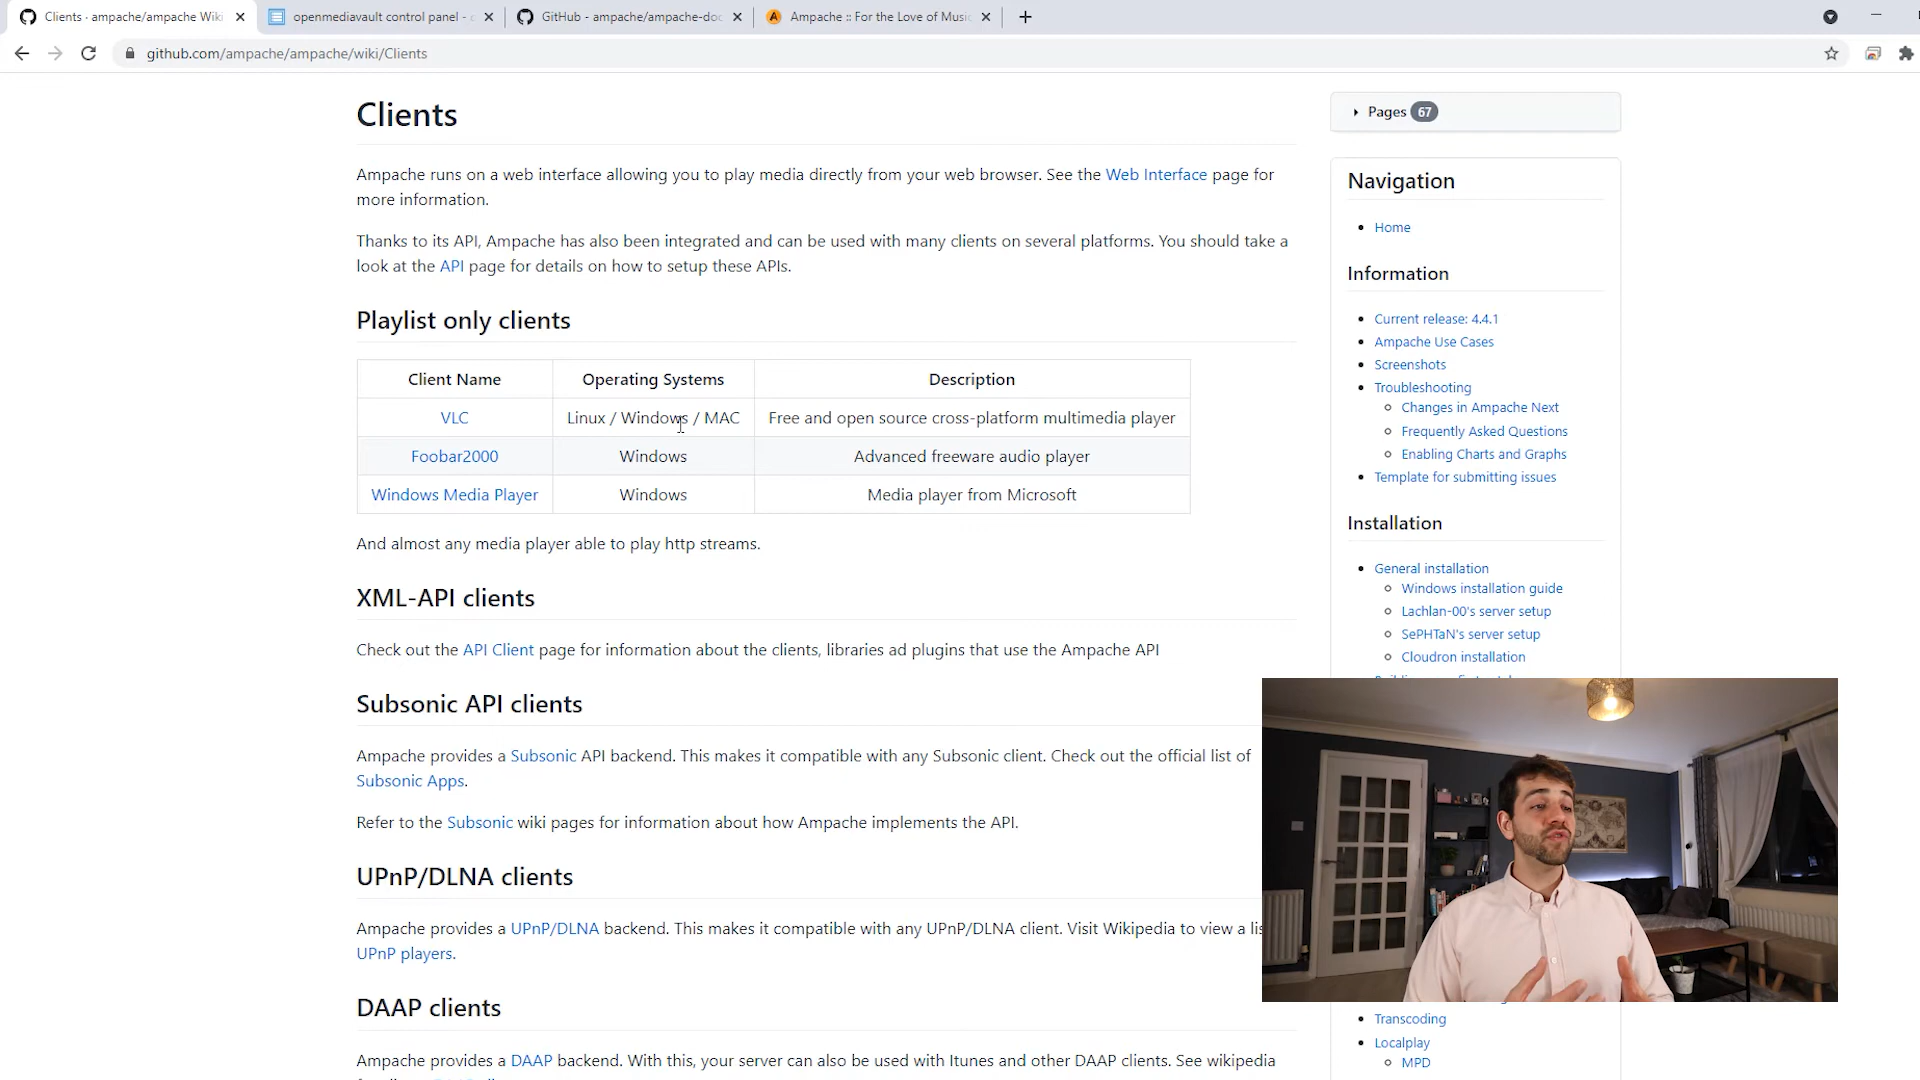 Clients · ampache/ampache Wiki
openmediavault control panel -
GitHub - ampache/ampache-doc
Ampache :: For the Love of Music
github.com/ampache/ampache/wiki/Clients
Clients
Ampache runs on a web interface allowing you to play media directly from your web browser. See the Web Interface page for
more information.
Thanks to its API, Ampache has also been integrated and can be used with many clients on several platforms. You should take a
look at the API page for details on how to setup these APIs.
Playlist only clients
Client Name Operating Systems Description
VLC Linux / Windows / MAC Free and open source cross-platform multimedia player
Foobar2000 Windows Advanced freeware audio player
Windows Media Player Windows Media player from Microsoft
And almost any media player able to play http streams.
XML-API clients
Check out the API Client page for information about the clients, libraries ad plugins that use the Ampache API
Subsonic API clients
Ampache provides a Subsonic API backend. This makes it compatible with any Subsonic client. Check out the official list of
Subsonic Apps.
Refer to the Subsonic wiki pages for information about how Ampache implements the API.
UPnP/DLNA clients
Ampache provides a UPnP/DLNA backend. This makes it compatible with any UPnP/DLNA client. Visit Wikipedia to view a
UPnP players.
DAAP clients
Ampache provides a DAAP backend. With this, your server can also be used with Itunes and other DAAP clients. See wikipedia
Pages 67
Navigation
Home
Information
Current release: 4.4.1
Ampache Use Cases
Screenshots
Troubleshooting
Changes in Ampache Next
Frequently Asked Questions
Enabling Charts and Graphs
Template for submitting issues
Installation
General installation
Windows installation guide
Lachlan-00's server setup
SePHTaN's server setup
Cloudron installation
Transcoding
Localplay
MPD